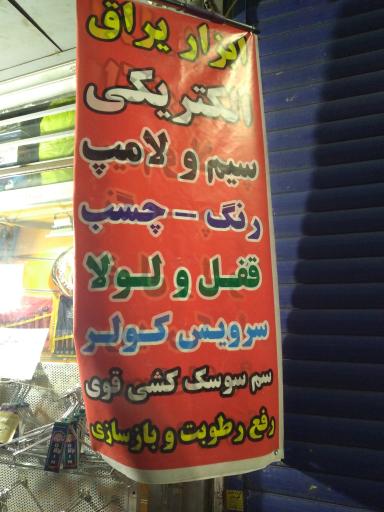 ابزار یراق
الکتریکی
سیم و لامپ
رنگ - چسب
قفل و لولا
سرویس کولر
سم سوسک کشی قوی
رفع رطوبت و بازسازی